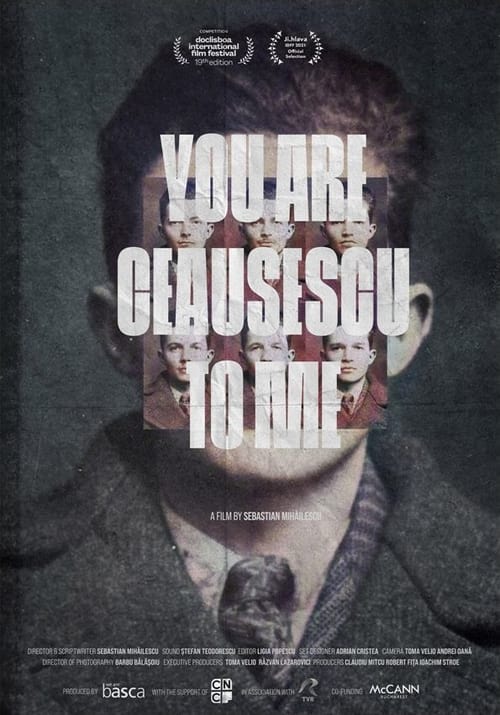 COMPETITION
doclisboa
international
film festival
19th edition
Ji.hlava
IDFF 2021
Official
Selection
YOU ARE
CEAUSESCU
TO ME
A FILM BY SEBASTIAN MIHĂILESCU
DIRECTOR & SCRIPTWRITER SEBASTIAN MIHĂILESCU SOUND ȘTEFAN TEODORESCU EDITOR LIGIA POPESCU SET DESIGNER ADRIAN CRISTEA CAMERA TOMA VELIO ANDREI OANĂ
DIRECTOR OF PHOTOGRAPHY BARBU BĂLĂȘOIU EXECUTIVE PRODUCERS TOMA VELIO RĂZVAN LAZAROVICI PRODUCERS CLAUDIU MITCU ROBERT FIȚA IOACHIM STROE
PRODUCED BY we are basca WITH THE SUPPORT OF CNC IN ASSOCIATION WITH TVR CO-FUNDING McCANN BUCHAREST